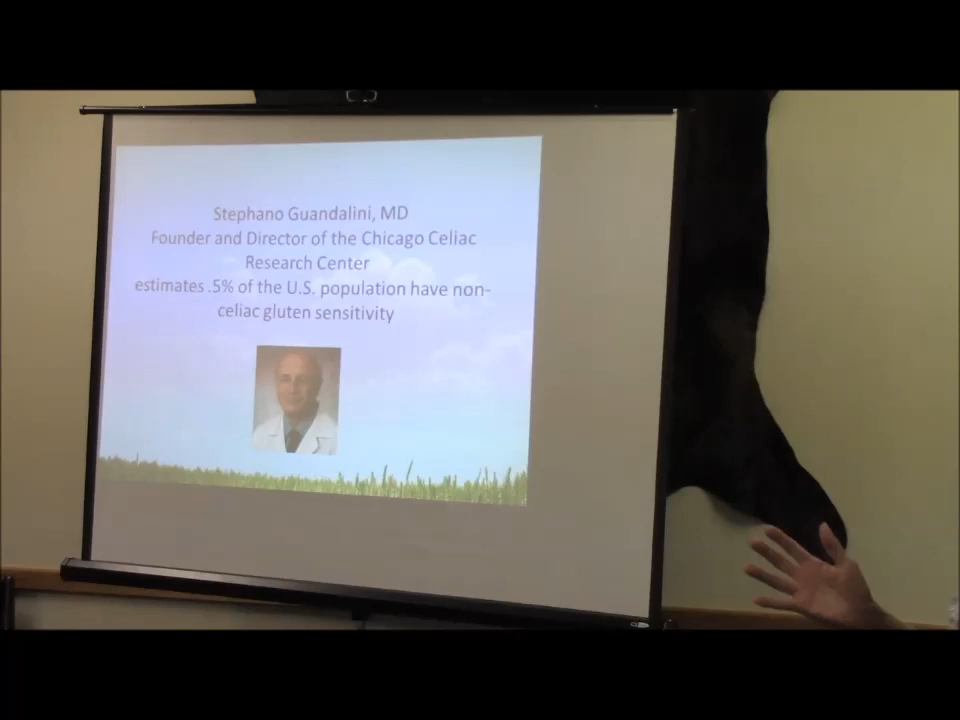 Stephano Guandalini, MD
Founder and Director of the Chicago Celiac
Research Center
estimates .5% of the U.S. population have non-
celiac gluten sensitivity